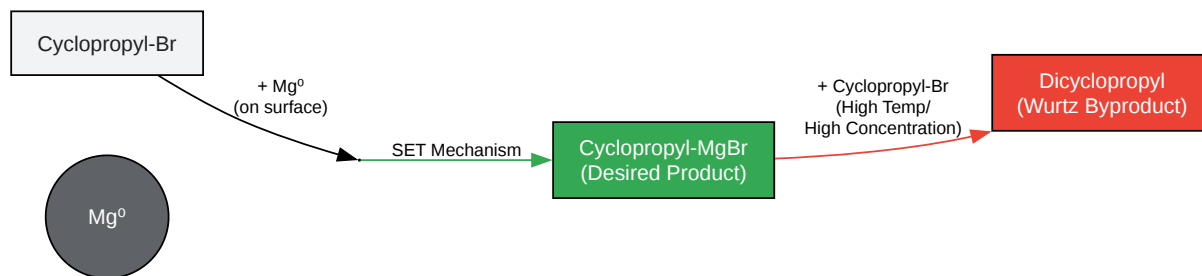 Cyclopropyl-Br
+ Mg⁰
(on surface)
SET Mechanism
Cyclopropyl-MgBr
(Desired Product)
+ Cyclopropyl-Br
(High Temp/
High Concentration)
Dicyclopropyl
(Wurtz Byproduct)
Mg⁰